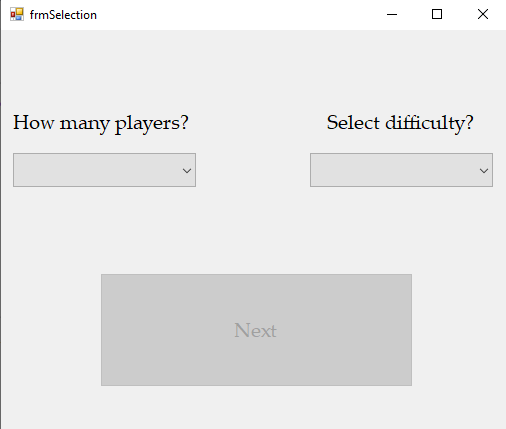 frmSelection
How many players?
Select difficulty?
Next